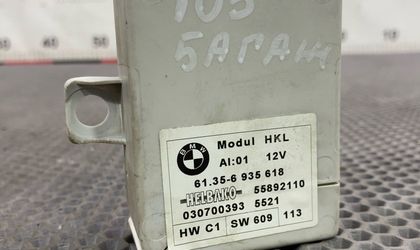 105
БАГАЖ
BMW
Modul HKL
AI:01 12V
61.35-6 935 618
HELBAKO 55892110
030700393 5521
HW C1 SW 609 113